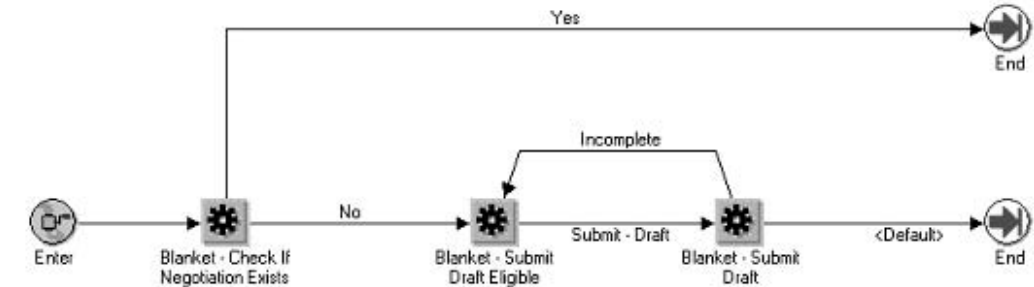 Yes
End
Incomplete
No
Submit - Draft
<Default>
Enter
Blanket - Check If
Negotiation Exists
Blanket - Submit
Draft Eligible
Blanket - Submit
Draft
End